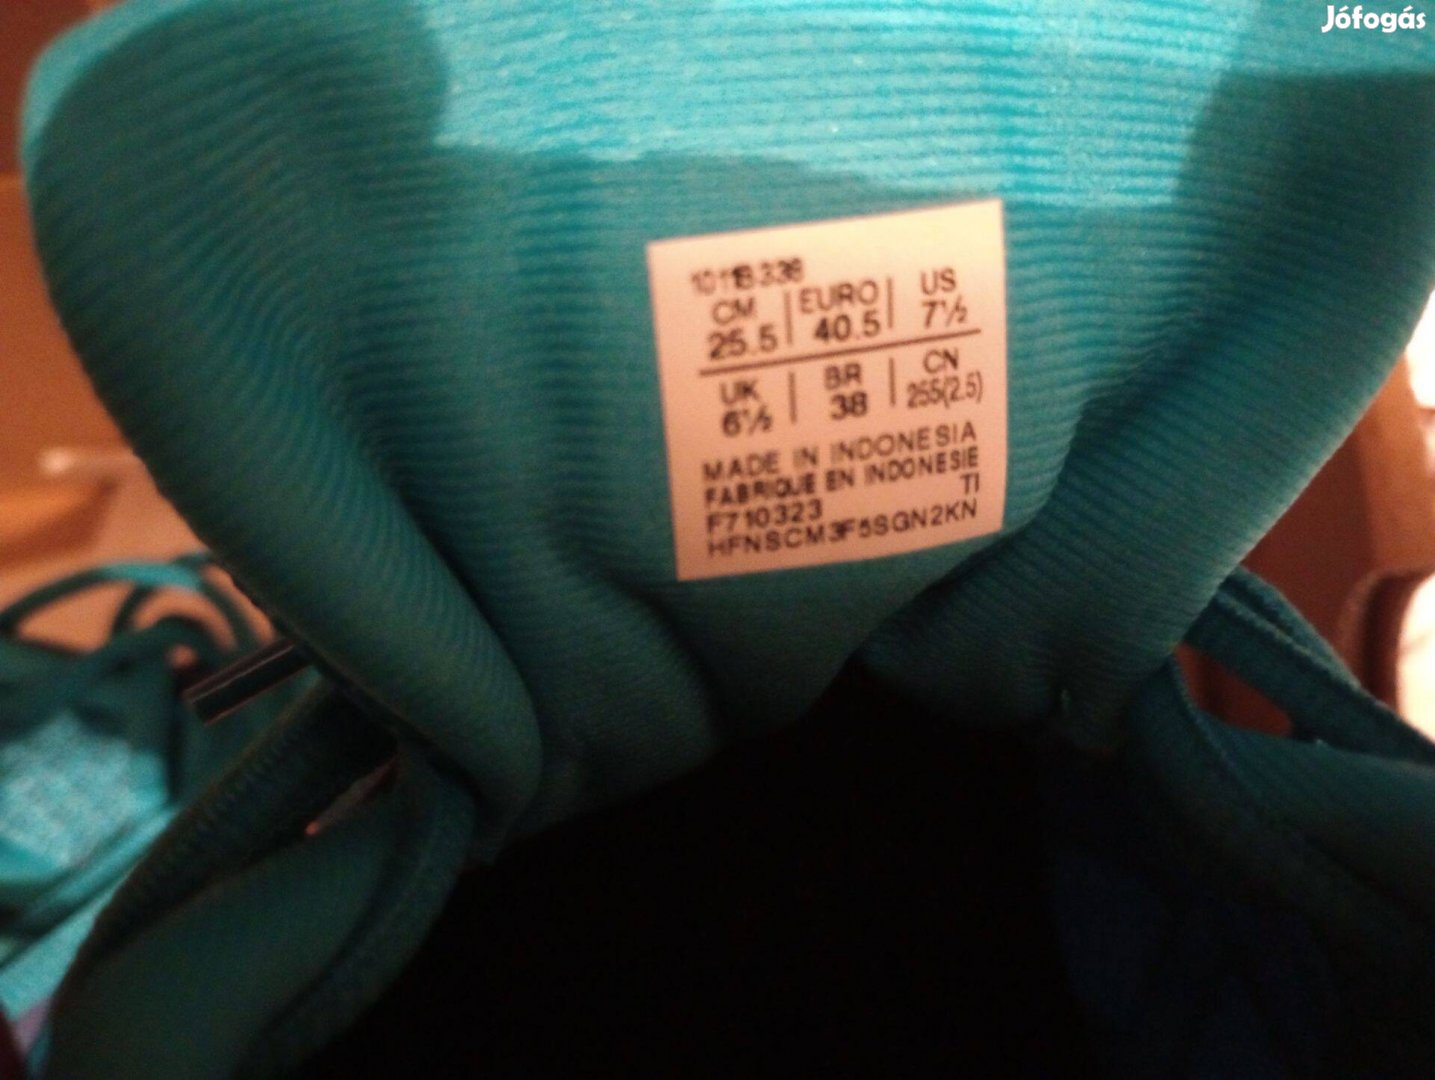 Jófogás
1011B338
CM | EURO | US
25.5 | 40.5 | 7½
UK | BR | CN
6½ | 38 | 255(2.5)
MADE IN INDONESIA
FABRIQUE EN INDONESIE
F710323 TI
HFNSCM3F5SGN2KN